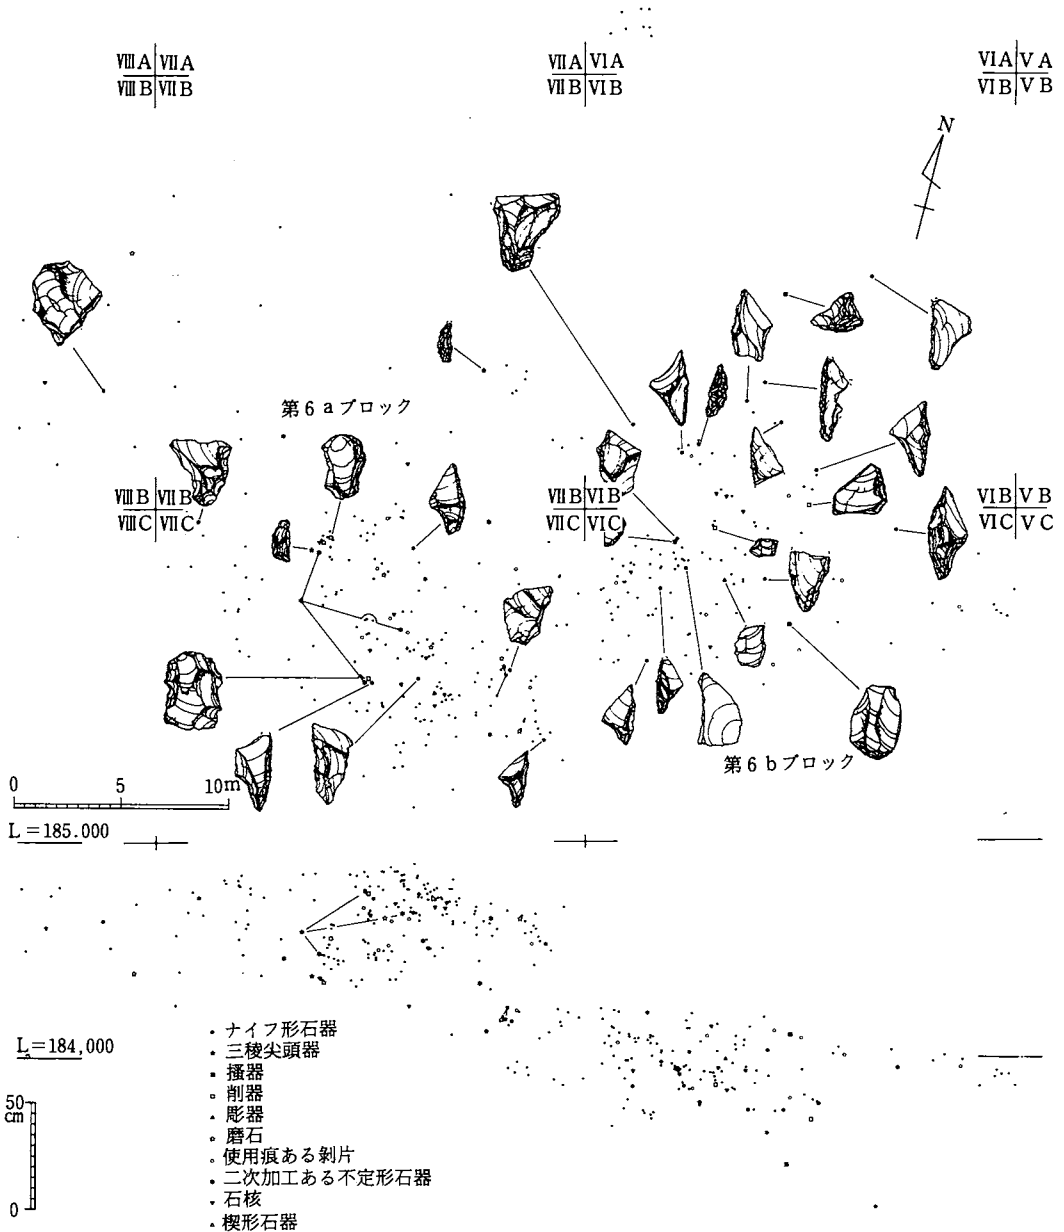 ⅧA ⅦA
ⅧB ⅦB
ⅦA ⅥA
ⅦB ⅥB
ⅥA ⅤA
ⅥB ⅤB
N
第6aブロック
ⅧB ⅦB
ⅧC ⅦC
ⅦB ⅥB
ⅦC ⅥC
ⅥB ⅤB
ⅥC ⅤC
第6bブロック
0 5 10m
L=185.000
L=184,000
50
cm
0
ナイフ形石器
三稜尖頭器
掻器
削器
彫器
磨石
使用痕ある剝片
二次加工ある不定形石器
石核
楔形石器